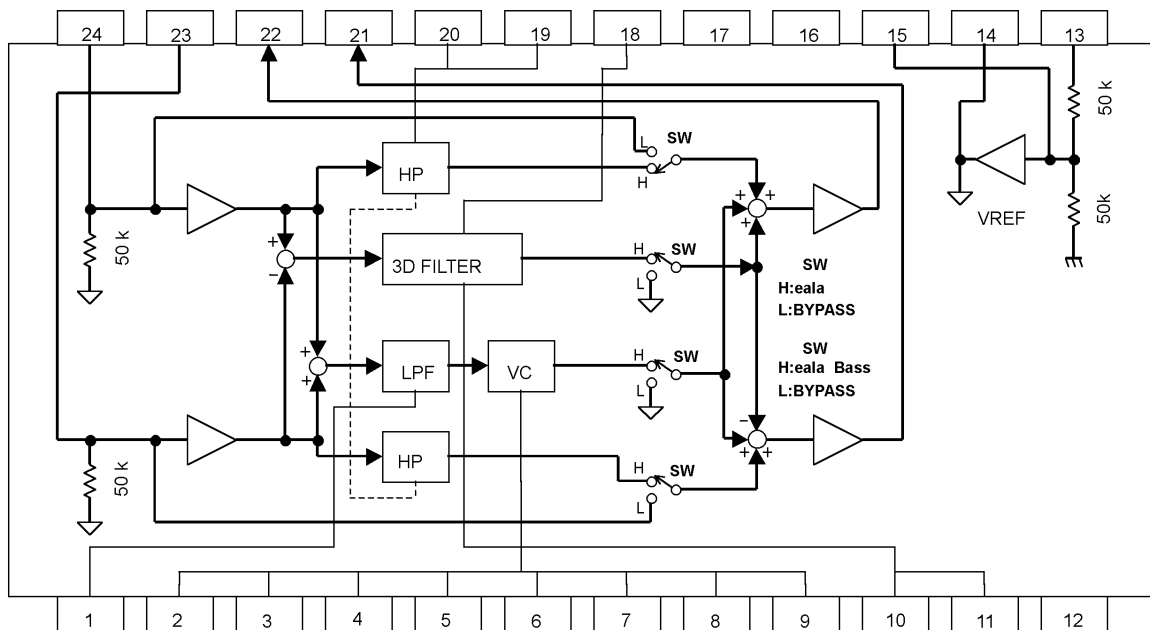 24 23 22 21 20 19 18 17 16 15 14 13
50 k
L SW
HP
H
+ +
+
50 k
+
−
3D FILTER
H SW
L
VREF
50k
SW
H:eala
L:BYPASS
+
+
LPF
VC
H SW
L
SW
H:eala Bass
L:BYPASS
−
+ +
50 k
HP
H SW
L
1 2 3 4 5 6 7 8 9 10 11 12